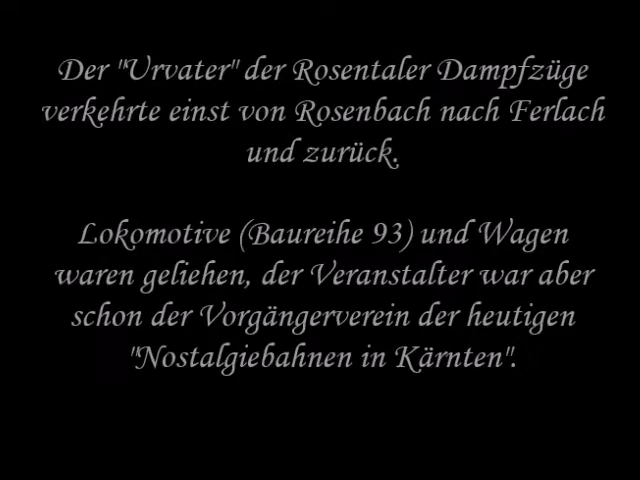 Der "Urvater" der Rosentaler Dampfzüge
verkehrte einst von Rosenbach nach Ferlach
und zurück.
Lokomotive (Baureihe 93) und Wagen
waren geliehen, der Veranstalter war aber
schon der Vorgängerverein der heutigen
"Nostalgiebahnen in Kärnten".